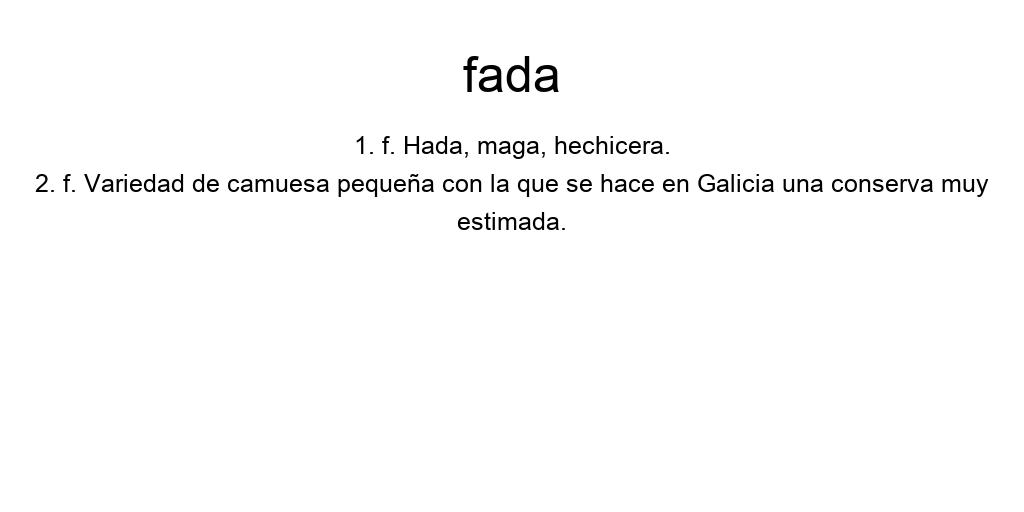 fada
1. f. Hada, maga, hechicera.
2. f. Variedad de camuesa pequeña con la que se hace en Galicia una conserva muy
estimada.